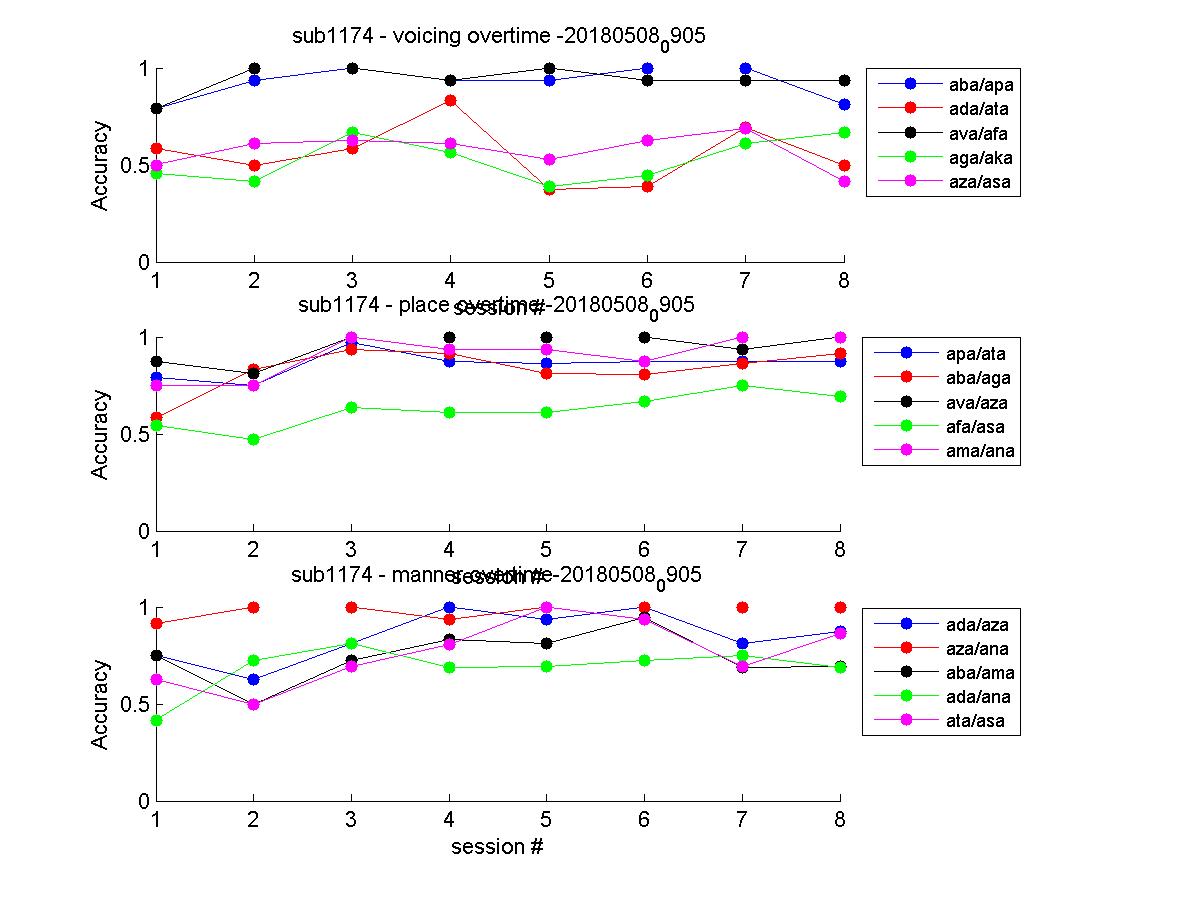 sub1174 - voicing overtime -20180508_0905
1
0.5
0
Accuracy
1 2 3 4 5 6 7 8
session #
aba/apa
ada/ata
ava/afa
aga/aka
aza/asa
sub1174 - place overtime -20180508_0905
1
0.5
0
Accuracy
1 2 3 4 5 6 7 8
session #
apa/ata
aba/aga
ava/aza
afa/asa
ama/ana
sub1174 - manner overtime -20180508_0905
1
0.5
0
Accuracy
1 2 3 4 5 6 7 8
session #
ada/aza
aza/ana
aba/ama
ada/ana
ata/asa